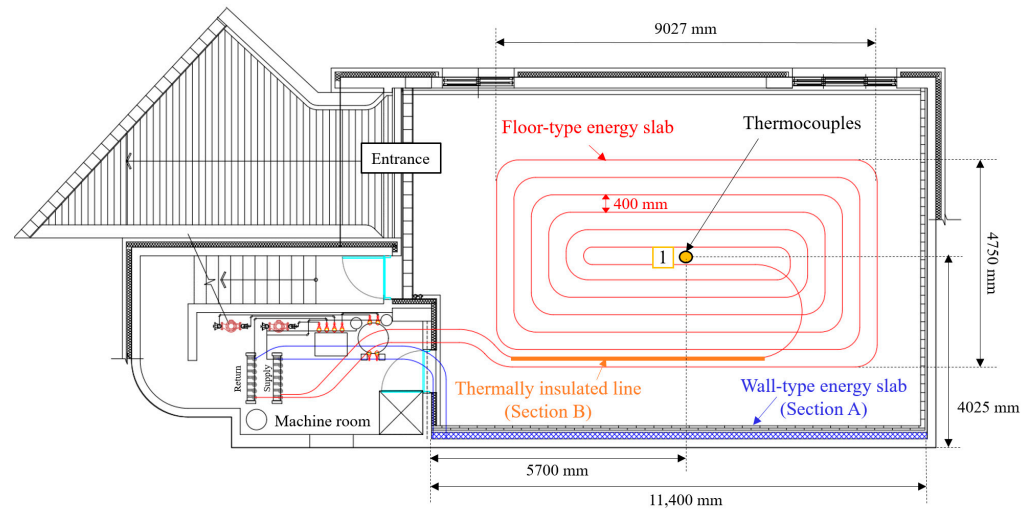 9027 mm
Floor-type energy slab
Thermocouples
Entrance
400 mm
1
4750 mm
Return
Supply
Thermally insulated line
(Section B)
Wall-type energy slab
(Section A)
4025 mm
Machine room
5700 mm
11,400 mm